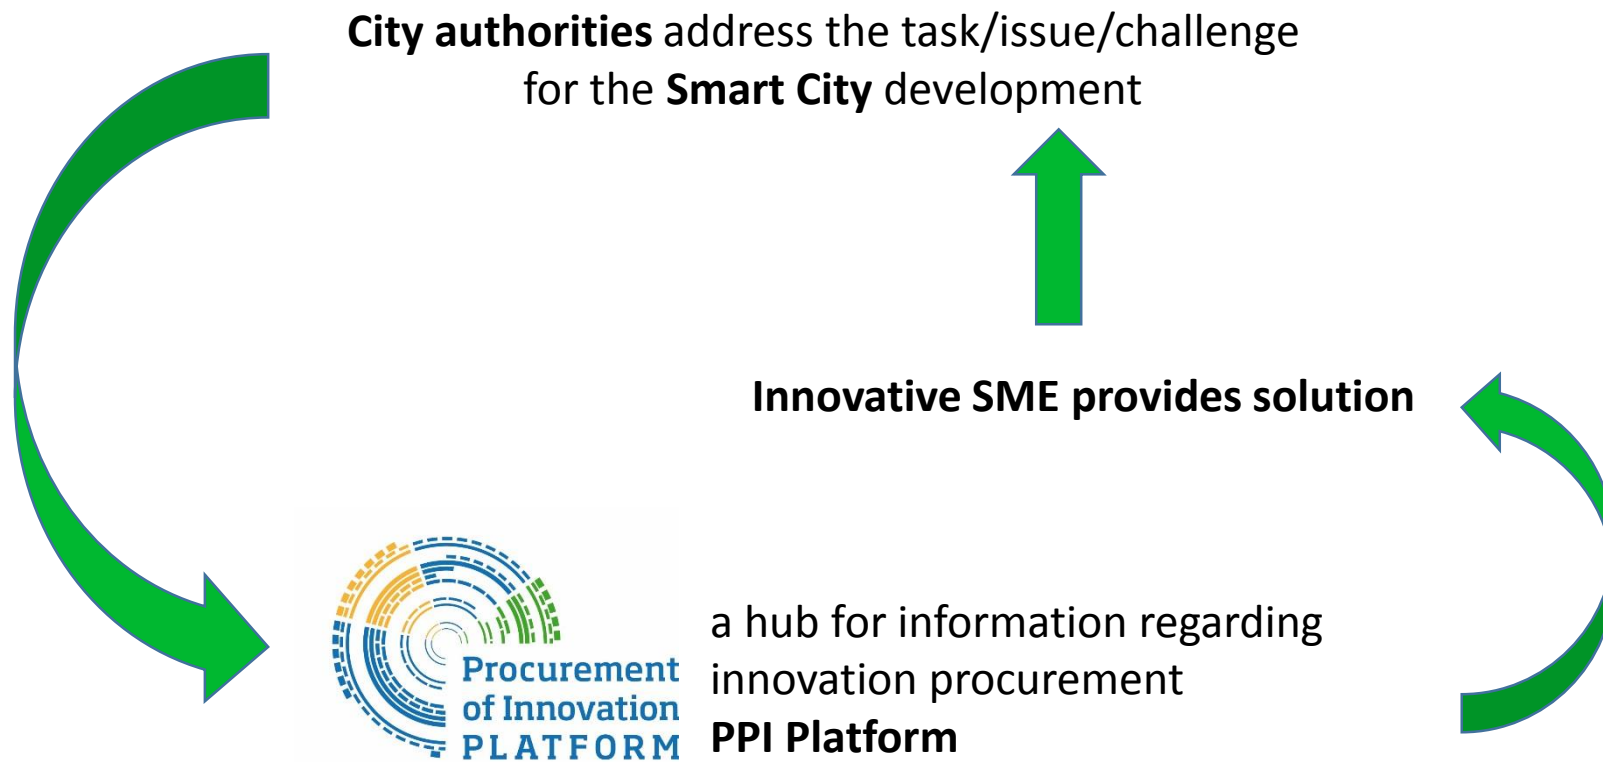 City authorities address the task/issue/challenge
for the Smart City development
Innovative SME provides solution
Procurement
of Innovation
PLATFORM
a hub for information regarding
innovation procurement
PPI Platform